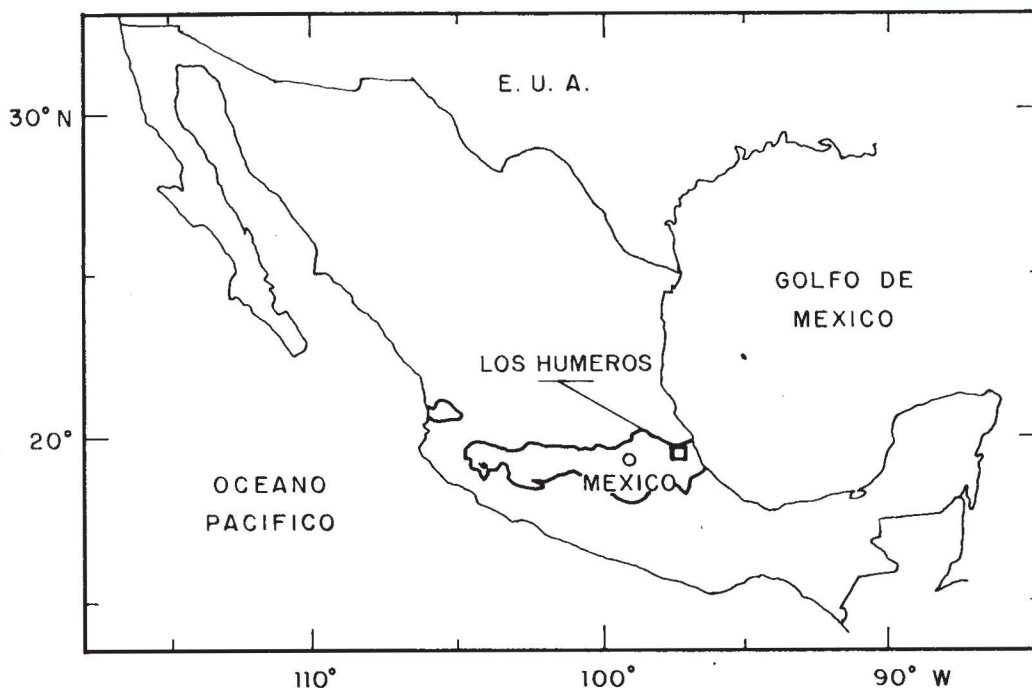 E. U. A.
30° N
GOLFO DE
MEXICO
LOS HUMEROS
20°
MEXICO
OCEANO
PACIFICO
110°
100°
90° W